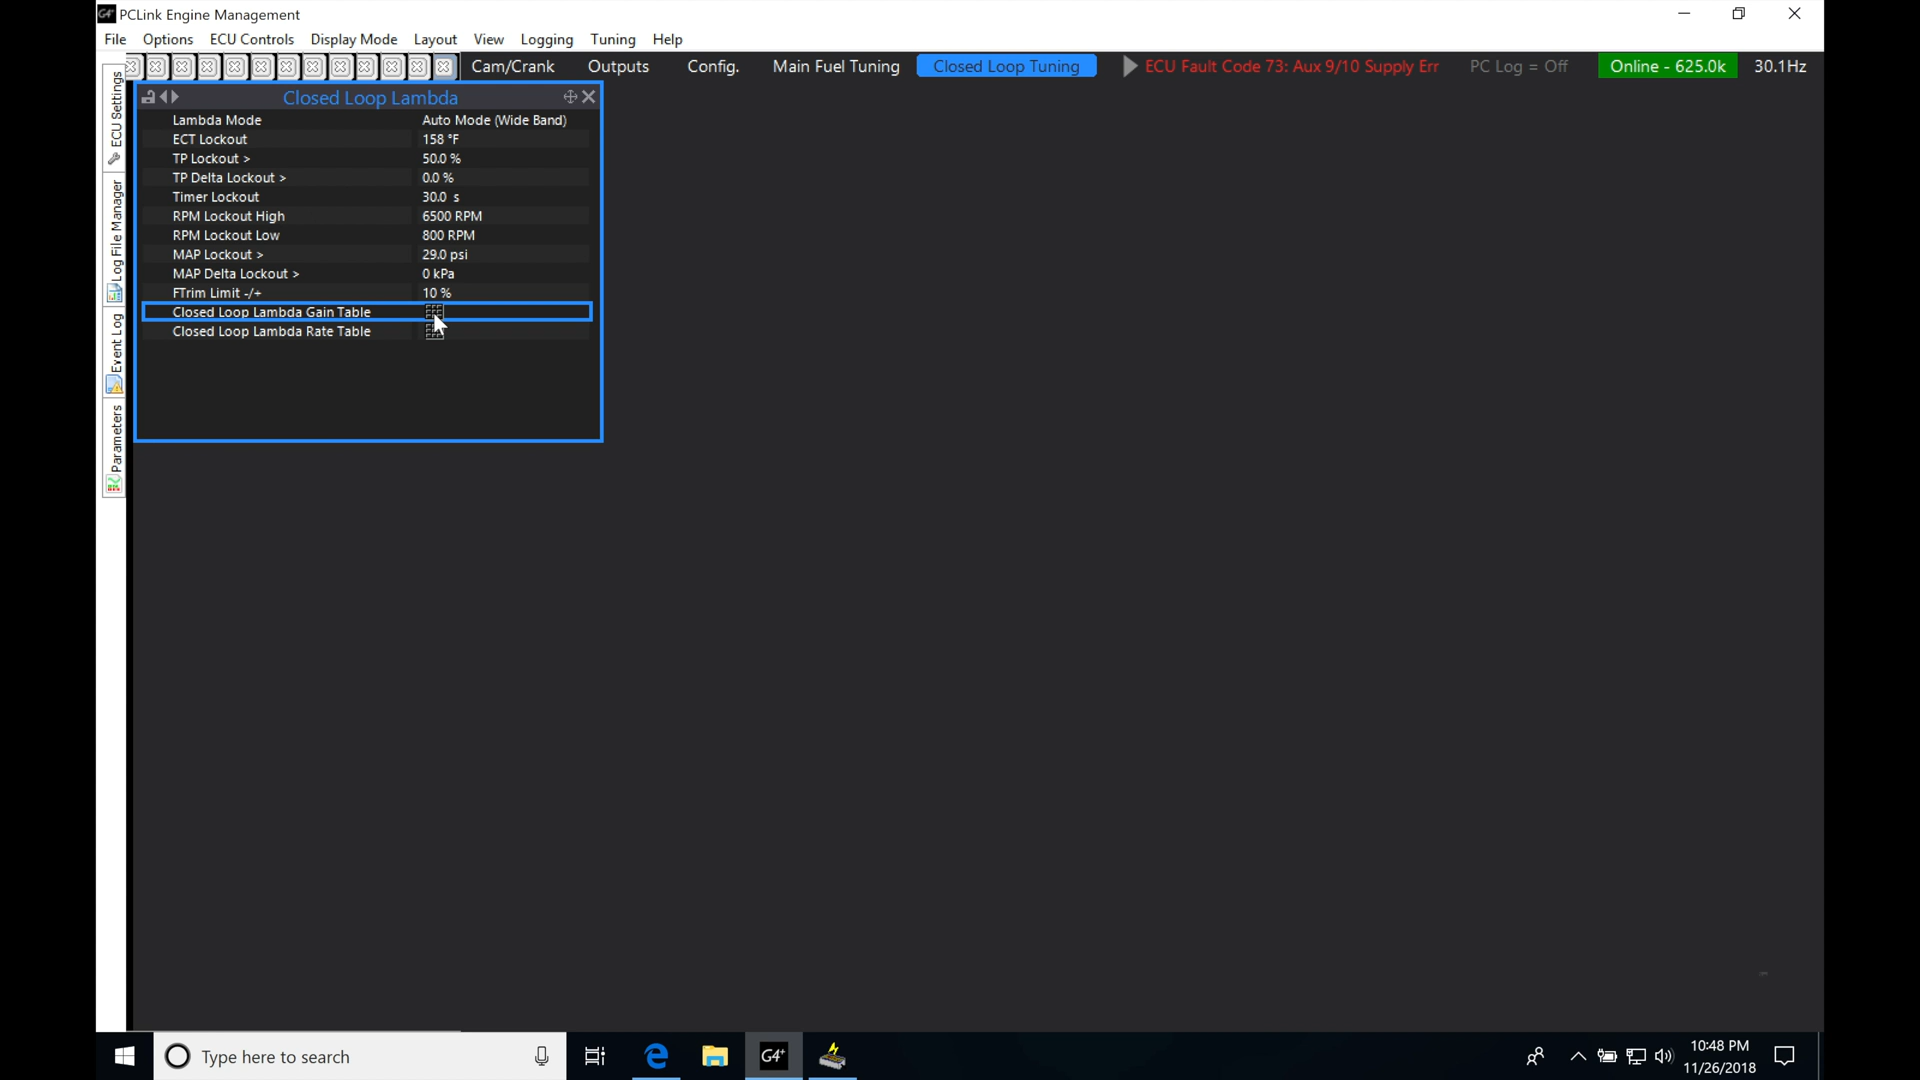 G4+ PCLink Engine Management
File Options ECU Controls Display Mode Layout View Logging Tuning Help
Cam/Crank Outputs Config. Main Fuel Tuning Closed Loop Tuning ECU Fault Code 73: Aux 9/10 Supply Err PC Log = Off Online - 625.0k 30.1Hz
ECU Settings
Log File Manager
Event Log
Parameters
Closed Loop Lambda
Lambda Mode Auto Mode (Wide Band)
ECT Lockout 158 °F
TP Lockout > 50.0 %
TP Delta Lockout > 0.0 %
Timer Lockout 30.0 s
RPM Lockout High 6500 RPM
RPM Lockout Low 800 RPM
MAP Lockout > 29.0 psi
MAP Delta Lockout > 0 kPa
FTrim Limit -/+ 10 %
Closed Loop Lambda Gain Table
Closed Loop Lambda Rate Table
Type here to search
G4+
10:48 PM
11/26/2018